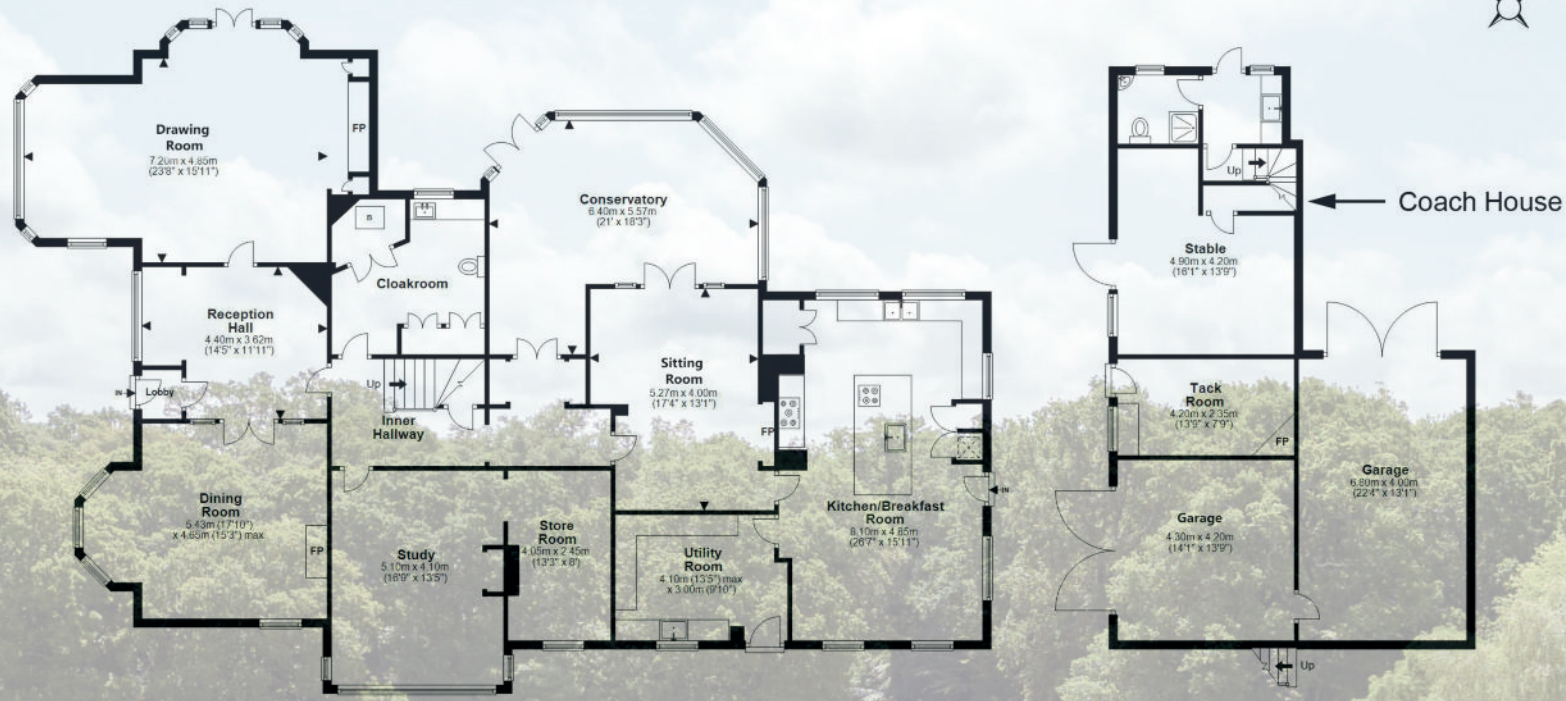 Drawing
Room
7.20m x 4.85m
(23'8" x 15'11")
FP
Conservatory
6.40m x 5.57m
(21' x 18'3")
B
Cloakroom
Reception
Hall
4.40m x 3.62m
(14'5" x 11'11")
IN
Lobby
Up
Inner
Hallway
Sitting
Room
5.27m x 4.00m
(17'4" x 13'1")
FP
Dining
Room
5.43m (17'10")
x 4.65m (15'3") max
FP
Study
5.10m x 4.10m
(16'9" x 13'5")
Store
Room
4.05m x 2.45m
(13'3" x 8')
Utility
Room
4.10m (13'5") max
x 3.00m (9'10")
Kitchen/Breakfast
Room
8.10m x 4.85m
(26'7" x 15'11")
IN
Up
Coach House
Stable
4.90m x 4.20m
(16'1" x 13'9")
Tack
Room
4.20m x 2.35m
(13'9" x 7'9")
FP
Garage
4.30m x 4.20m
(14'1" x 13'9")
Garage
6.80m x 4.00m
(22'4" x 13'1")
Up